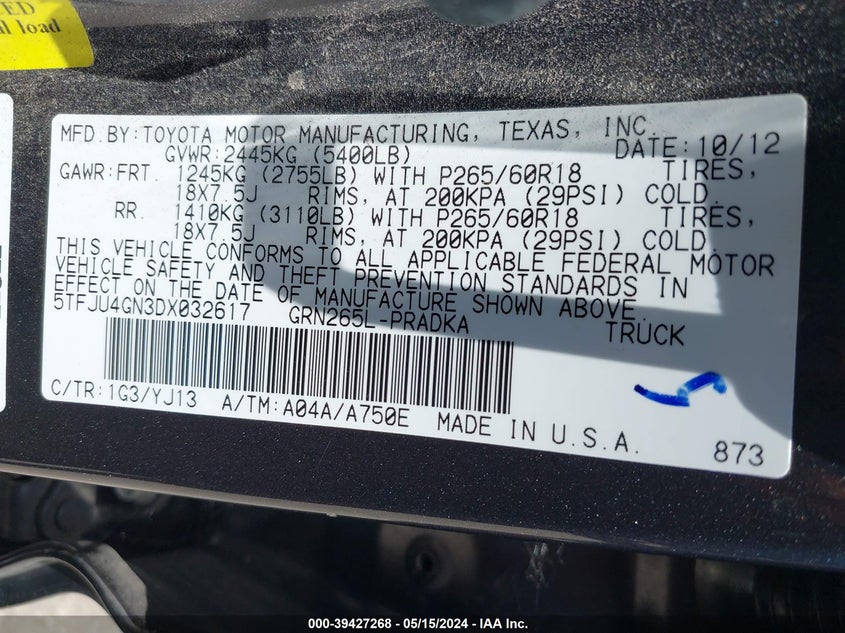 ED
al load
MFD.BY:TOYOTA MOTOR MANUFACTURING, TEXAS, INC.
GVWR:2445KG (5400LB) DATE:10/12
GAWR:FRT. 1245KG (2755LB) WITH P265/60R18 TIRES,
18X7.5J RIMS, AT 200KPA (29PSI) COLD
RR. 1410KG (3110LB) WITH P265/60R18 TIRES,
18X7.5J RIMS, AT 200KPA (29PSI) COLD
THIS VEHICLE CONFORMS TO ALL APPLICABLE FEDERAL MOTOR
VEHICLE SAFETY AND THEFT PREVENTION STANDARDS IN
EFFECT ON THE DATE OF MANUFACTURE SHOWN ABOVE.
5TFJU4GN3DX032617 GRN265L-PRADKA TRUCK
C/TR:1G3/YJ13 A/TM:A04A/A750E MADE IN U.S.A.
873
000-39427268 - 05/15/2024 - IAA Inc.